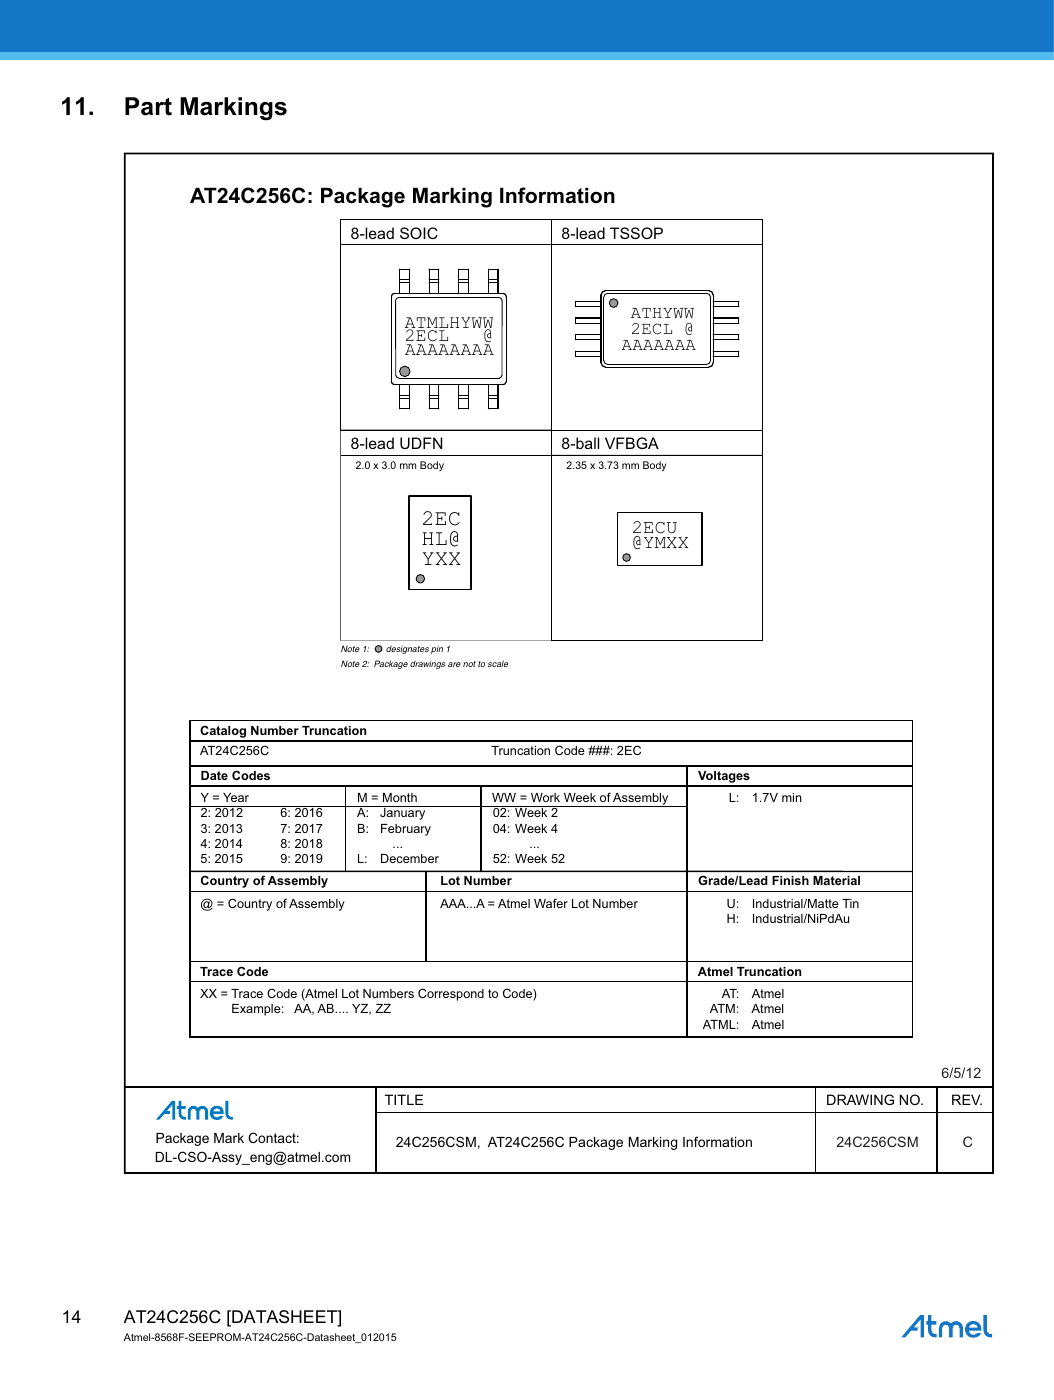 11. Part Markings
AT24C256C: Package Marking Information
8-lead SOIC 8-lead TSSOP
ATMLHYWW
2ECL @
AAAAAAAA
ATHYWW
2ECL @
AAAAAAA
8-lead UDFN 8-ball VFBGA
2.0 x 3.0 mm Body 2.35 x 3.73 mm Body
2EC
HL@
YXX
2ECU
@YMXX
Note 1: designates pin 1
Note 2: Package drawings are not to scale
Catalog Number Truncation
AT24C256C Truncation Code ###: 2EC
Date Codes Voltages
Y = Year M = Month WW = Work Week of Assembly L: 1.7V min
2: 2012 6: 2016 A: January 02: Week 2
3: 2013 7: 2017 B: February 04: Week 4
4: 2014 8: 2018 ... ...
5: 2015 9: 2019 L: December 52: Week 52
Country of Assembly Lot Number Grade/Lead Finish Material
@ = Country of Assembly AAA...A = Atmel Wafer Lot Number U: Industrial/Matte Tin
H: Industrial/NiPdAu
Trace Code Atmel Truncation
XX = Trace Code (Atmel Lot Numbers Correspond to Code) AT: Atmel
Example: AA, AB.... YZ, ZZ ATM: Atmel
ATML: Atmel
6/5/12
TITLE DRAWING NO. REV.
Atmel
Package Mark Contact:
DL-CSO-Assy_eng@atmel.com
24C256CSM, AT24C256C Package Marking Information 24C256CSM C
14 AT24C256C [DATASHEET]
Atmel-8568F-SEEPROM-AT24C256C-Datasheet_012015
Atmel